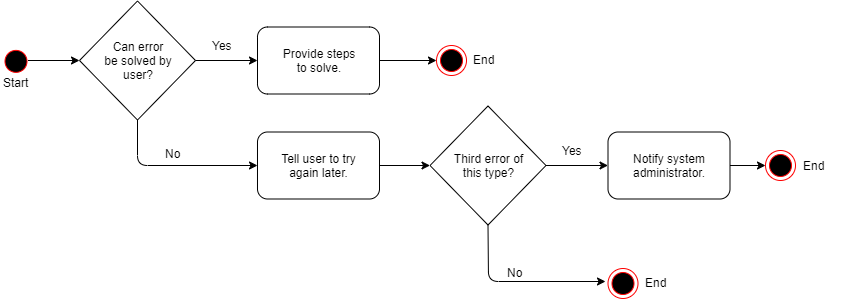 Can error
be solved by
user?
Yes
Provide steps
to solve.
End
Start
No
Tell user to try
again later.
Third error of
this type?
Yes
Notify system
administrator.
End
No
End